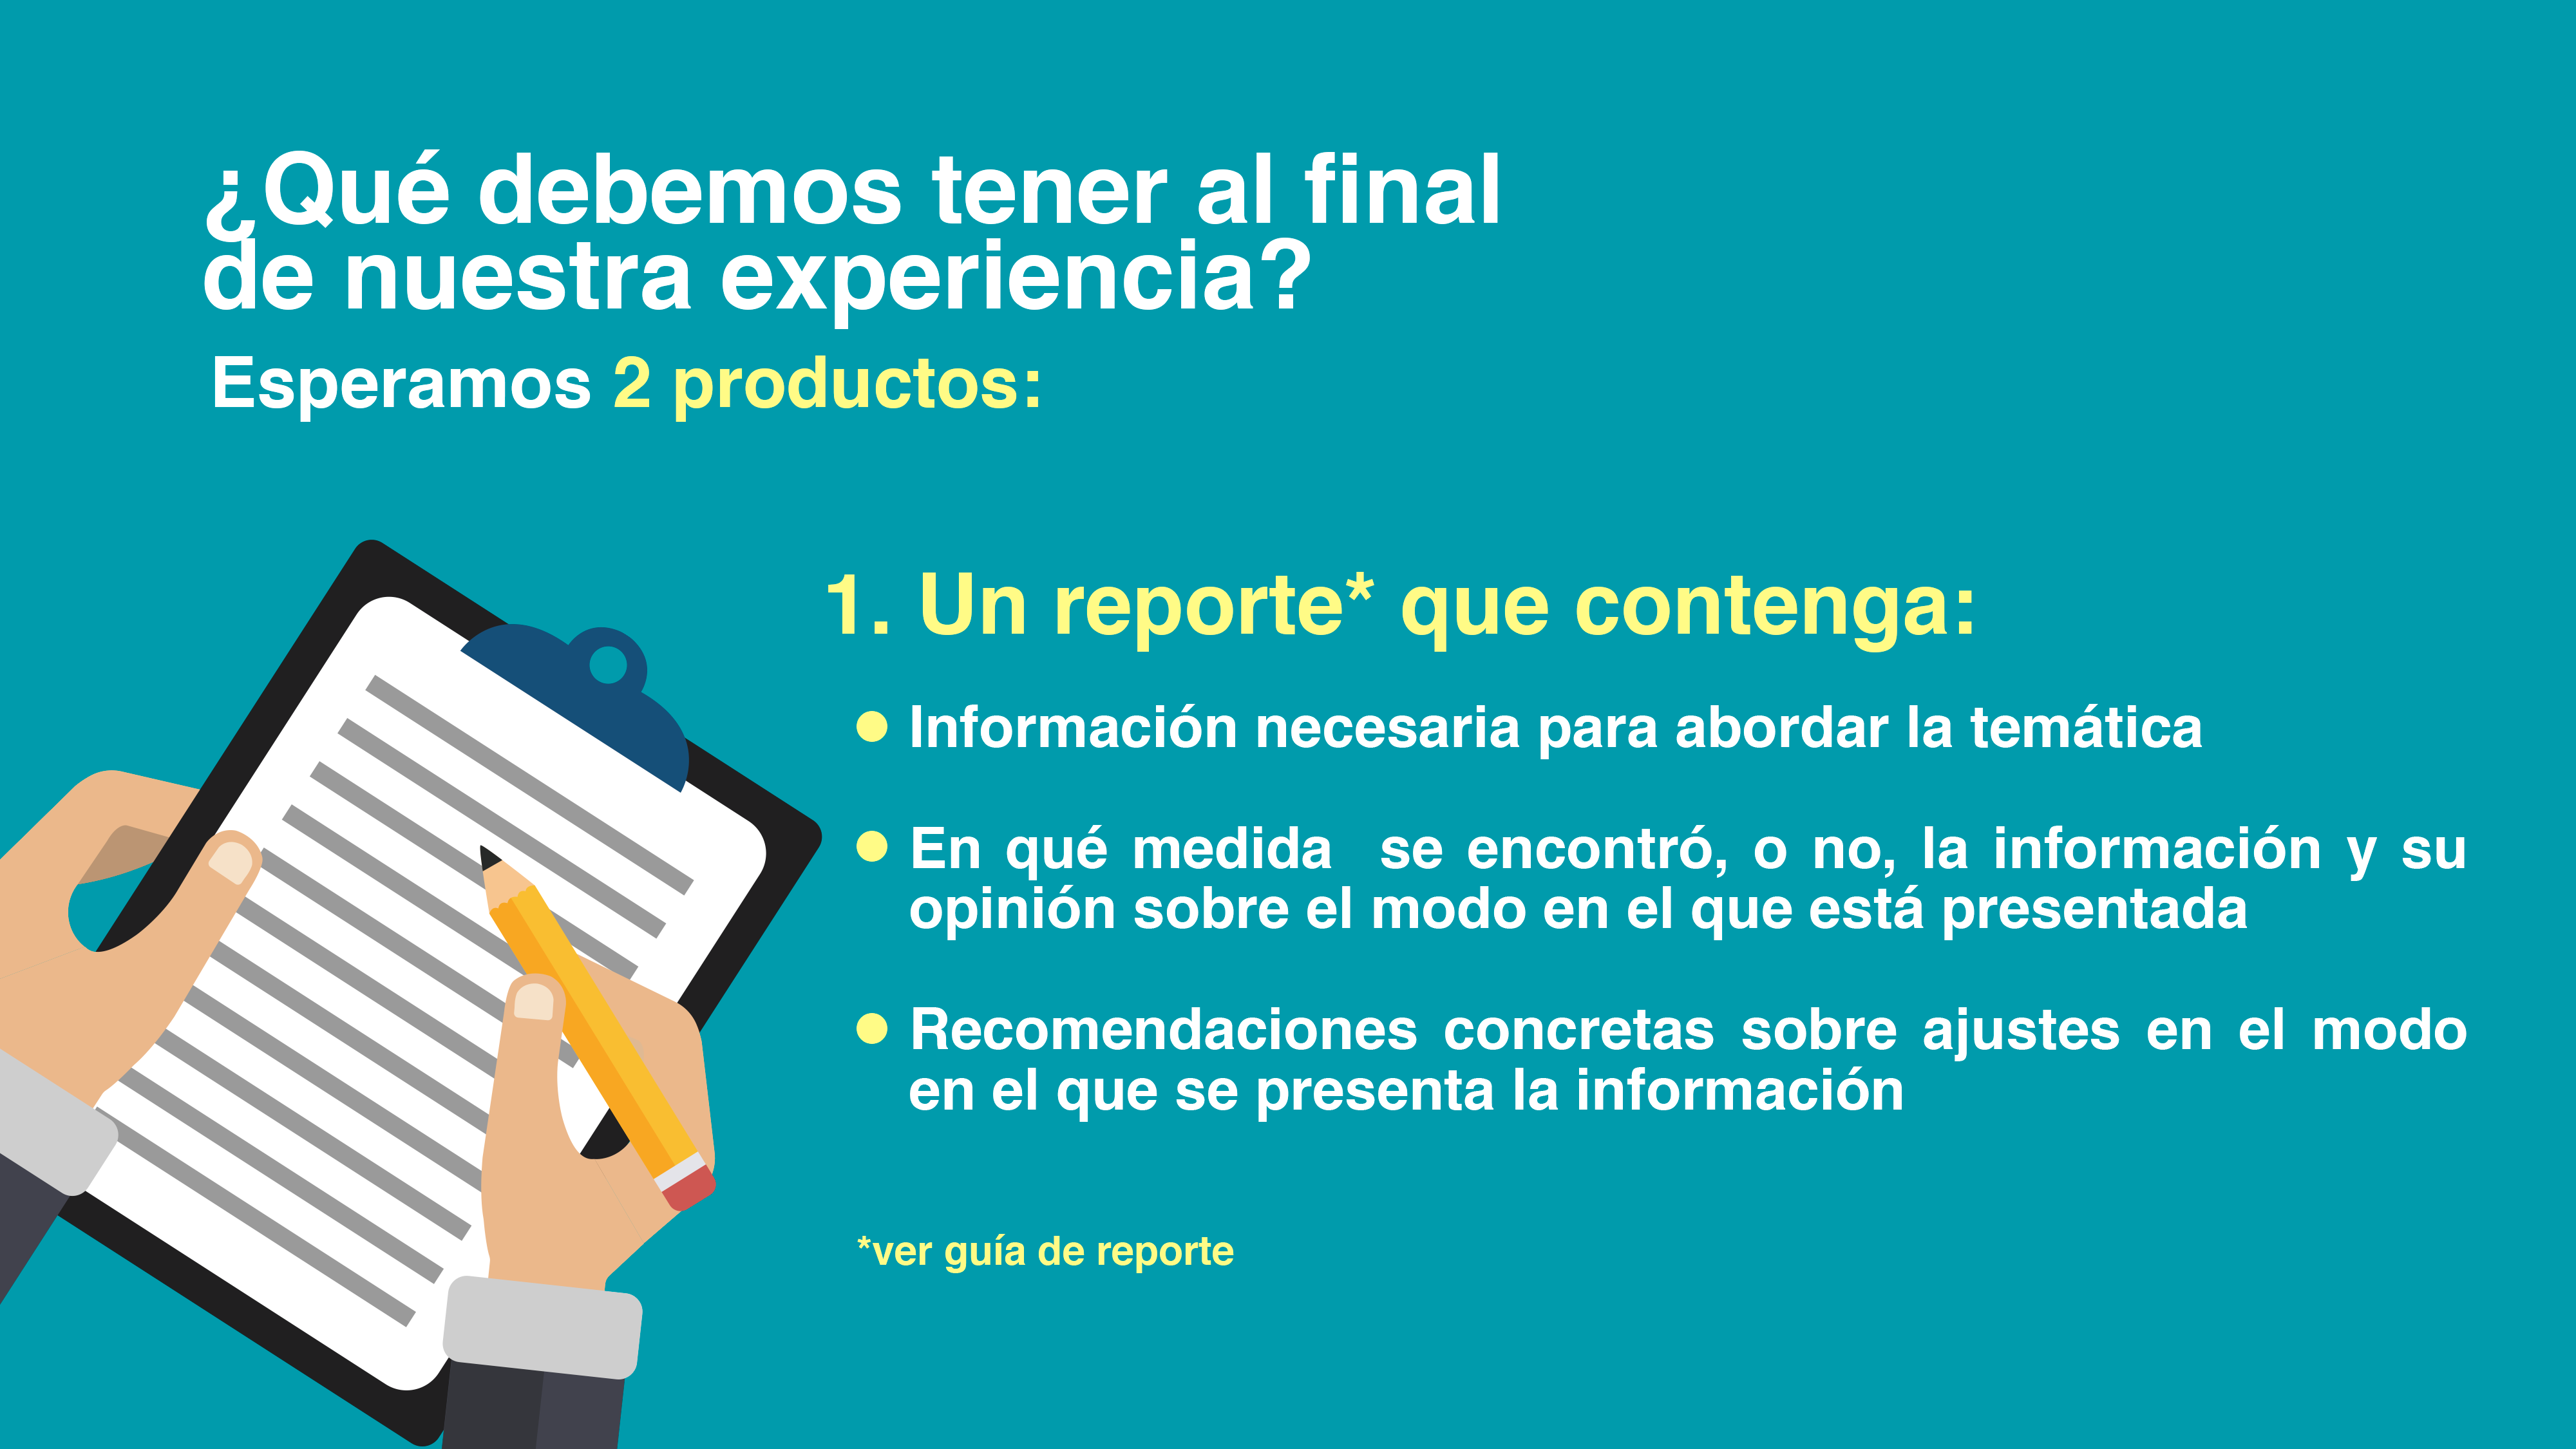 ¿Qué debemos tener al final
de nuestra experiencia?
Esperamos 2 productos:
1. Un reporte* que contenga:
Información necesaria para abordar la temática
En qué medida se encontró, o no, la información y su
opinión sobre el modo en el que está presentada
Recomendaciones concretas sobre ajustes en el modo
en el que se presenta la información
*ver guía de reporte